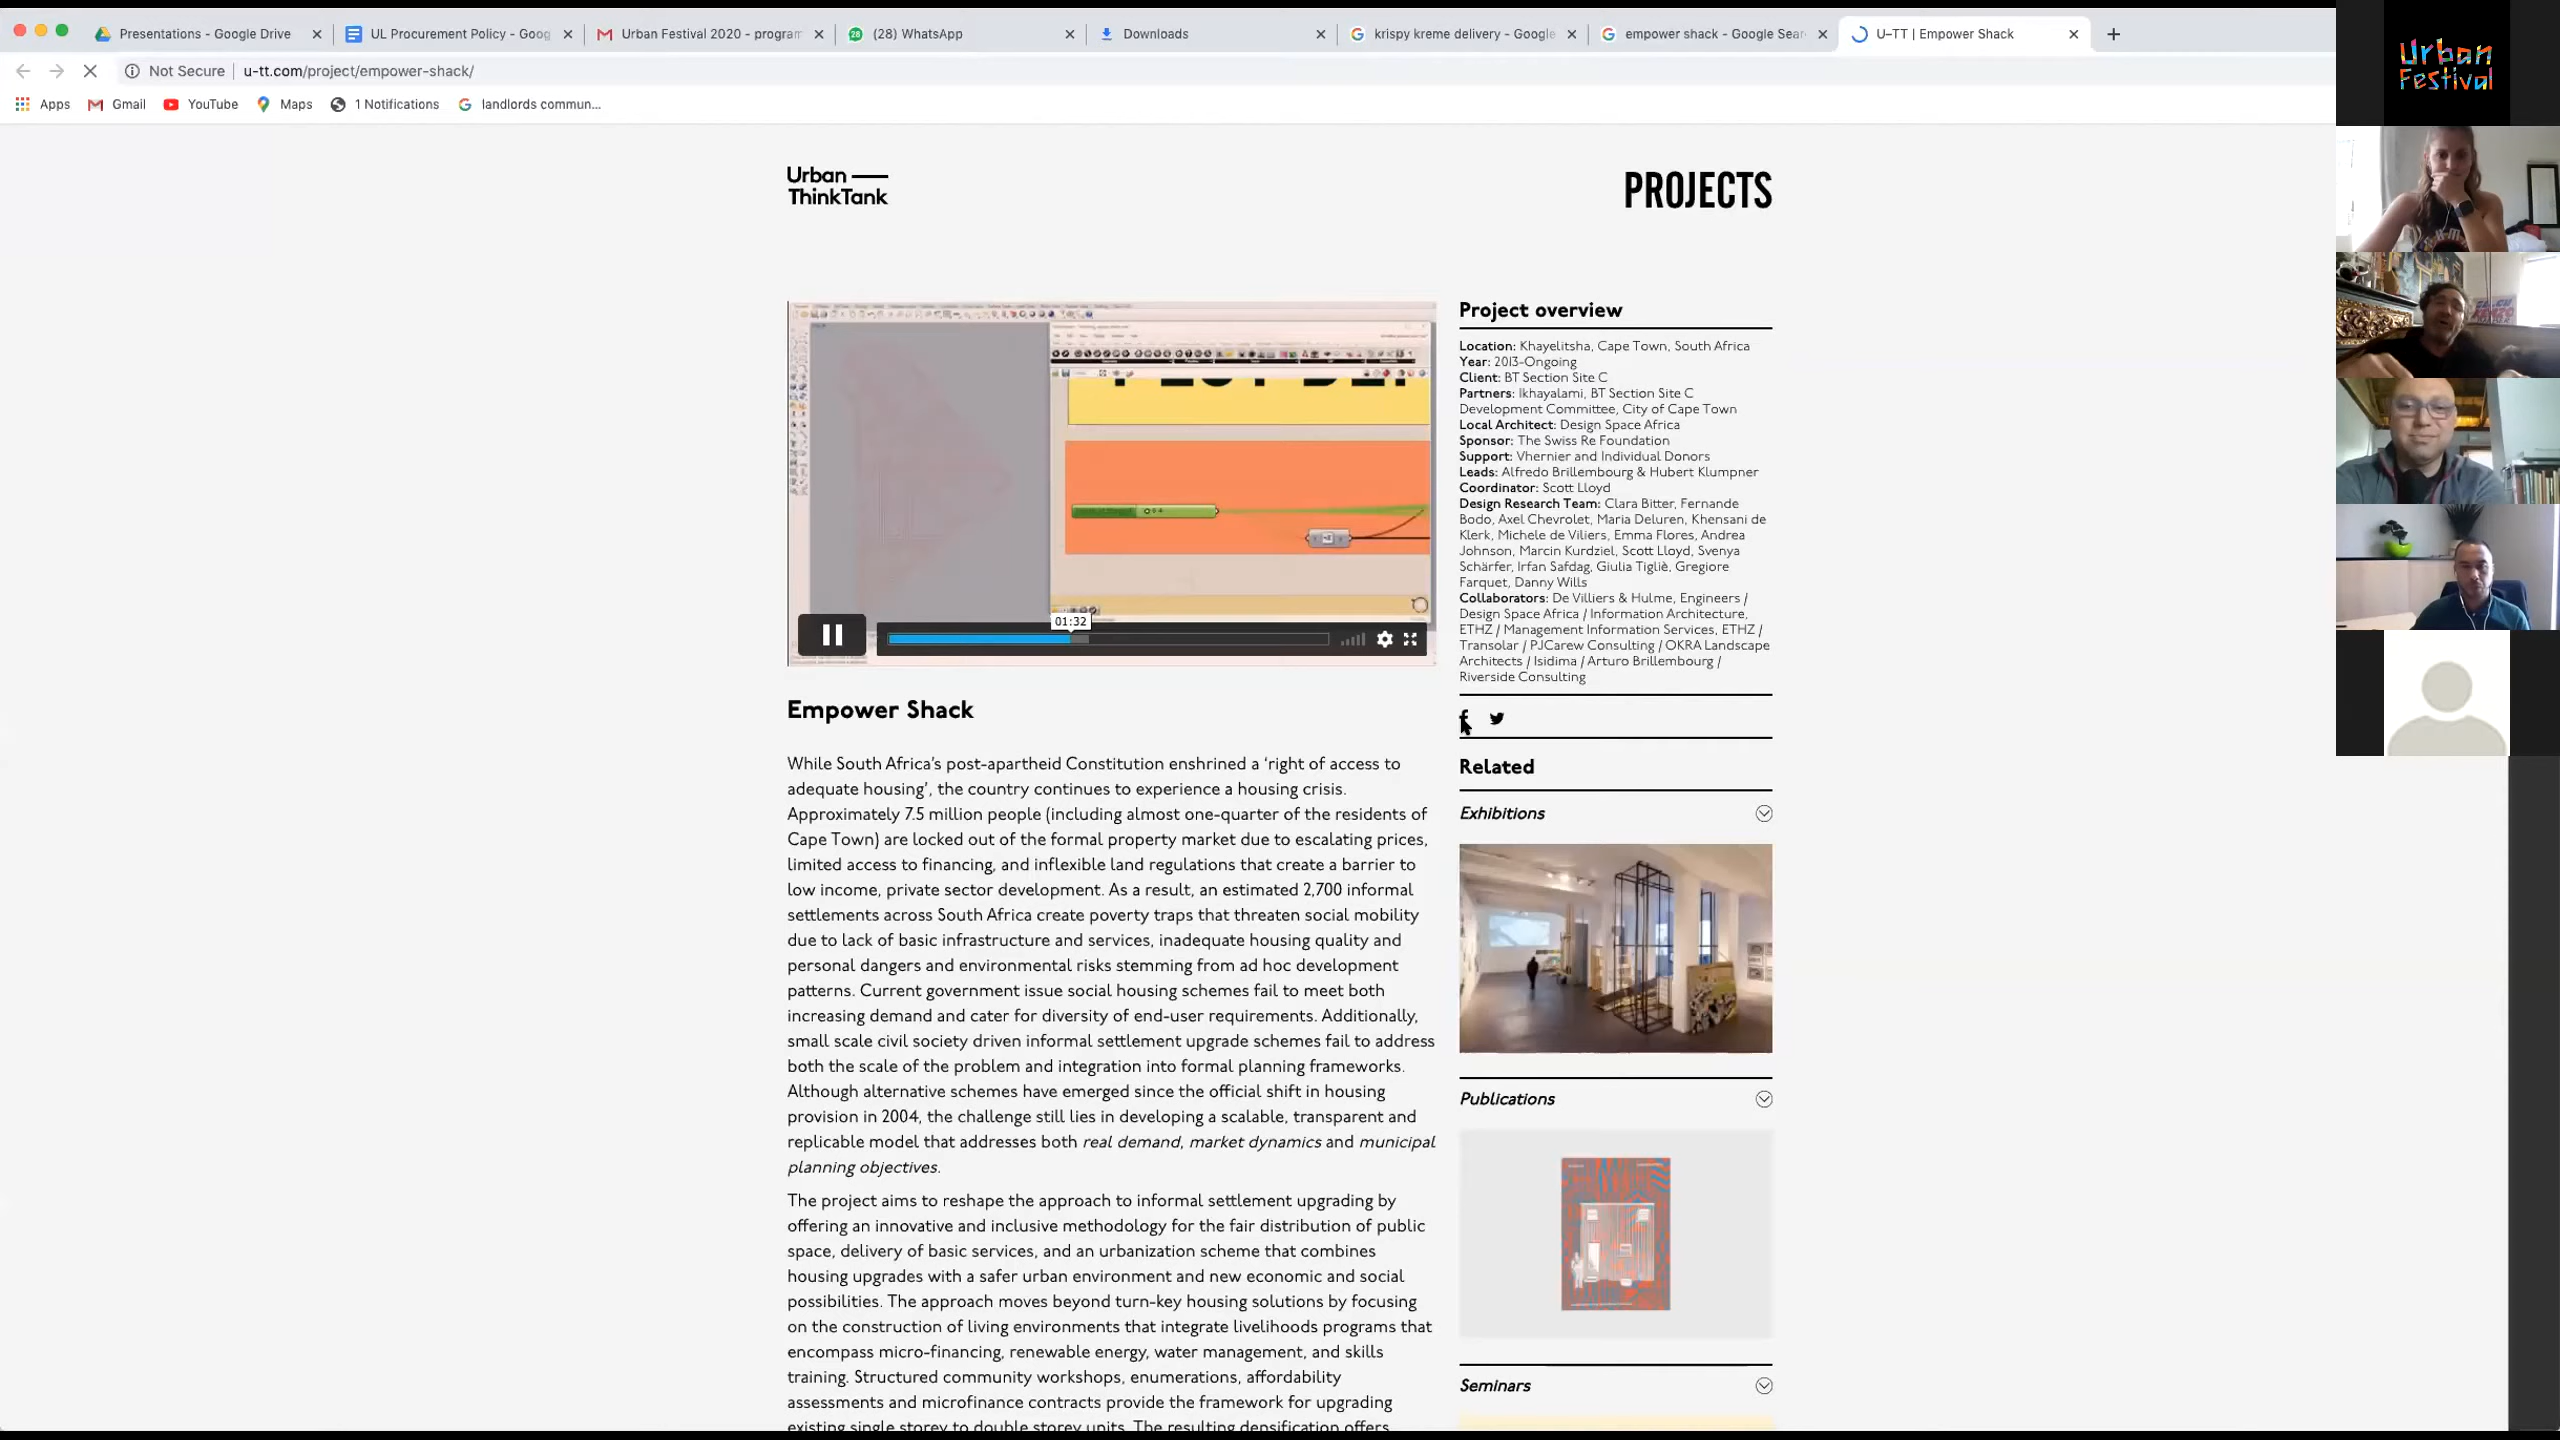 Presentations - Google Drive
UL Procurement Policy - Goog
Urban Festival 2020 - program
(28) WhatsApp
Downloads
krispy kreme delivery - Google
empower shack - Google Sear
U-TT | Empower Shack
Not Secure
u-tt.com/project/empower-shack/
Apps
Gmail
YouTube
Maps
1 Notifications
landlords commun...
Urban
Festival
Urban
ThinkTank
PROJECTS
01:32
Project overview
Location: Khayelitsha, Cape Town, South Africa
Year: 2013-Ongoing
Client: BT Section Site C
Partners: Ikhayalami, BT Section Site C
Development Committee, City of Cape Town
Local Architect: Design Space Africa
Sponsor: The Swiss Re Foundation
Support: Vhernier and Individual Donors
Leads: Alfredo Brillembourg & Hubert Klumpner
Coordinator: Scott Lloyd
Design Research Team: Clara Bitter, Fernande
Bodo, Axel Chevrolet, Maria Deluren, Khensani de
Klerk, Michele de Viliers, Emma Flores, Andrea
Johnson, Marcin Kurdziel, Scott Lloyd, Svenya
Schärfer, Irfan Safdag, Giulia Tigliè, Gregiore
Farquet, Danny Wills
Collaborators: De Villiers & Hulme, Engineers /
Design Space Africa / Information Architecture,
ETHZ / Management Information Services, ETHZ /
Transolar / PJCarew Consulting / OKRA Landscape
Architects / Isidima / Arturo Brillembourg /
Riverside Consulting
Empower Shack
While South Africa's post-apartheid Constitution enshrined a 'right of access to
adequate housing', the country continues to experience a housing crisis.
Approximately 7.5 million people (including almost one-quarter of the residents of
Cape Town) are locked out of the formal property market due to escalating prices,
limited access to financing, and inflexible land regulations that create a barrier to
low income, private sector development. As a result, an estimated 2,700 informal
settlements across South Africa create poverty traps that threaten social mobility
due to lack of basic infrastructure and services, inadequate housing quality and
personal dangers and environmental risks stemming from ad hoc development
patterns. Current government issue social housing schemes fail to meet both
increasing demand and cater for diversity of end-user requirements. Additionally,
small scale civil society driven informal settlement upgrade schemes fail to address
both the scale of the problem and integration into formal planning frameworks.
Although alternative schemes have emerged since the official shift in housing
provision in 2004, the challenge still lies in developing a scalable, transparent and
replicable model that addresses both real demand, market dynamics and municipal
planning objectives.
The project aims to reshape the approach to informal settlement upgrading by
offering an innovative and inclusive methodology for the fair distribution of public
space, delivery of basic services, and an urbanization scheme that combines
housing upgrades with a safer urban environment and new economic and social
possibilities. The approach moves beyond turn-key housing solutions by focusing
on the construction of living environments that integrate livelihoods programs that
encompass micro-financing, renewable energy, water management, and skills
training. Structured community workshops, enumerations, affordability
assessments and microfinance contracts provide the framework for upgrading
existing single storey to double storey units. The resulting densification offers
Related
Exhibitions
Publications
Seminars